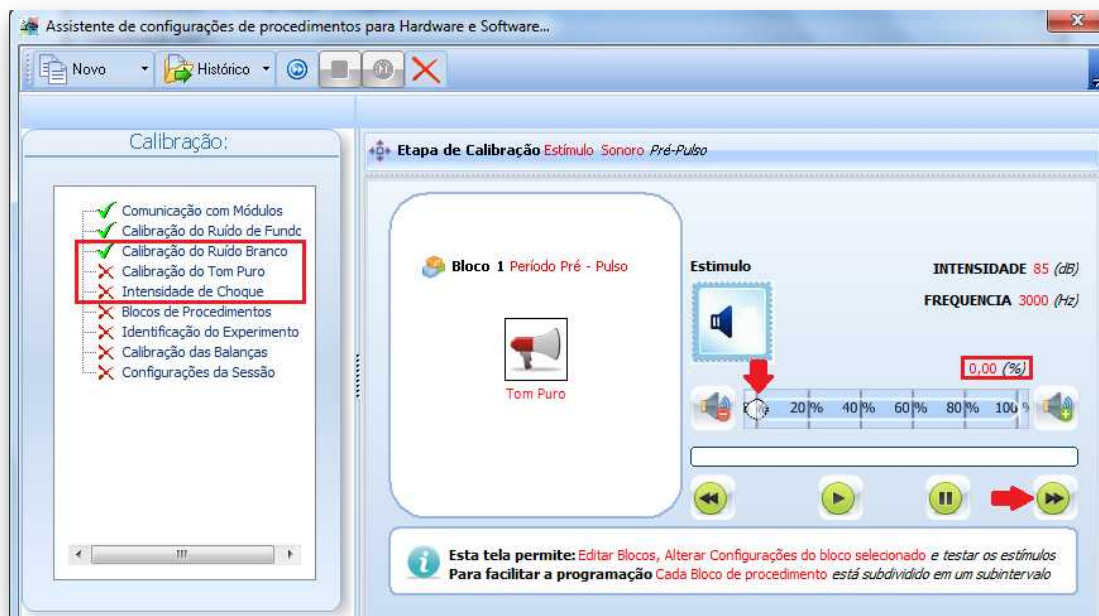 Assistente de configurações de procedimentos para Hardware e Software...
Novo Histórico
Calibração:
Comunicação com Módulos
Calibração do Ruído de Fundo
Calibração do Ruído Branco
Calibração do Tom Puro
Intensidade de Choque
Blocos de Procedimentos
Identificação do Experimento
Calibração das Balanças
Configurações da Sessão
Etapa de Calibração Estímulo Sonoro Pré-Pulso
Bloco 1 Período Pré - Pulso
Tom Puro
Estimulo
INTENSIDADE 85 (dB)
FREQUENCIA 3000 (Hz)
0,00 (%)
20 % 40 % 60 % 80 % 100 %
Esta tela permite: Editar Blocos, Alterar Configurações do bloco selecionado e testar os estímulos
Para facilitar a programação Cada Bloco de procedimento está subdividido em um subintervalo